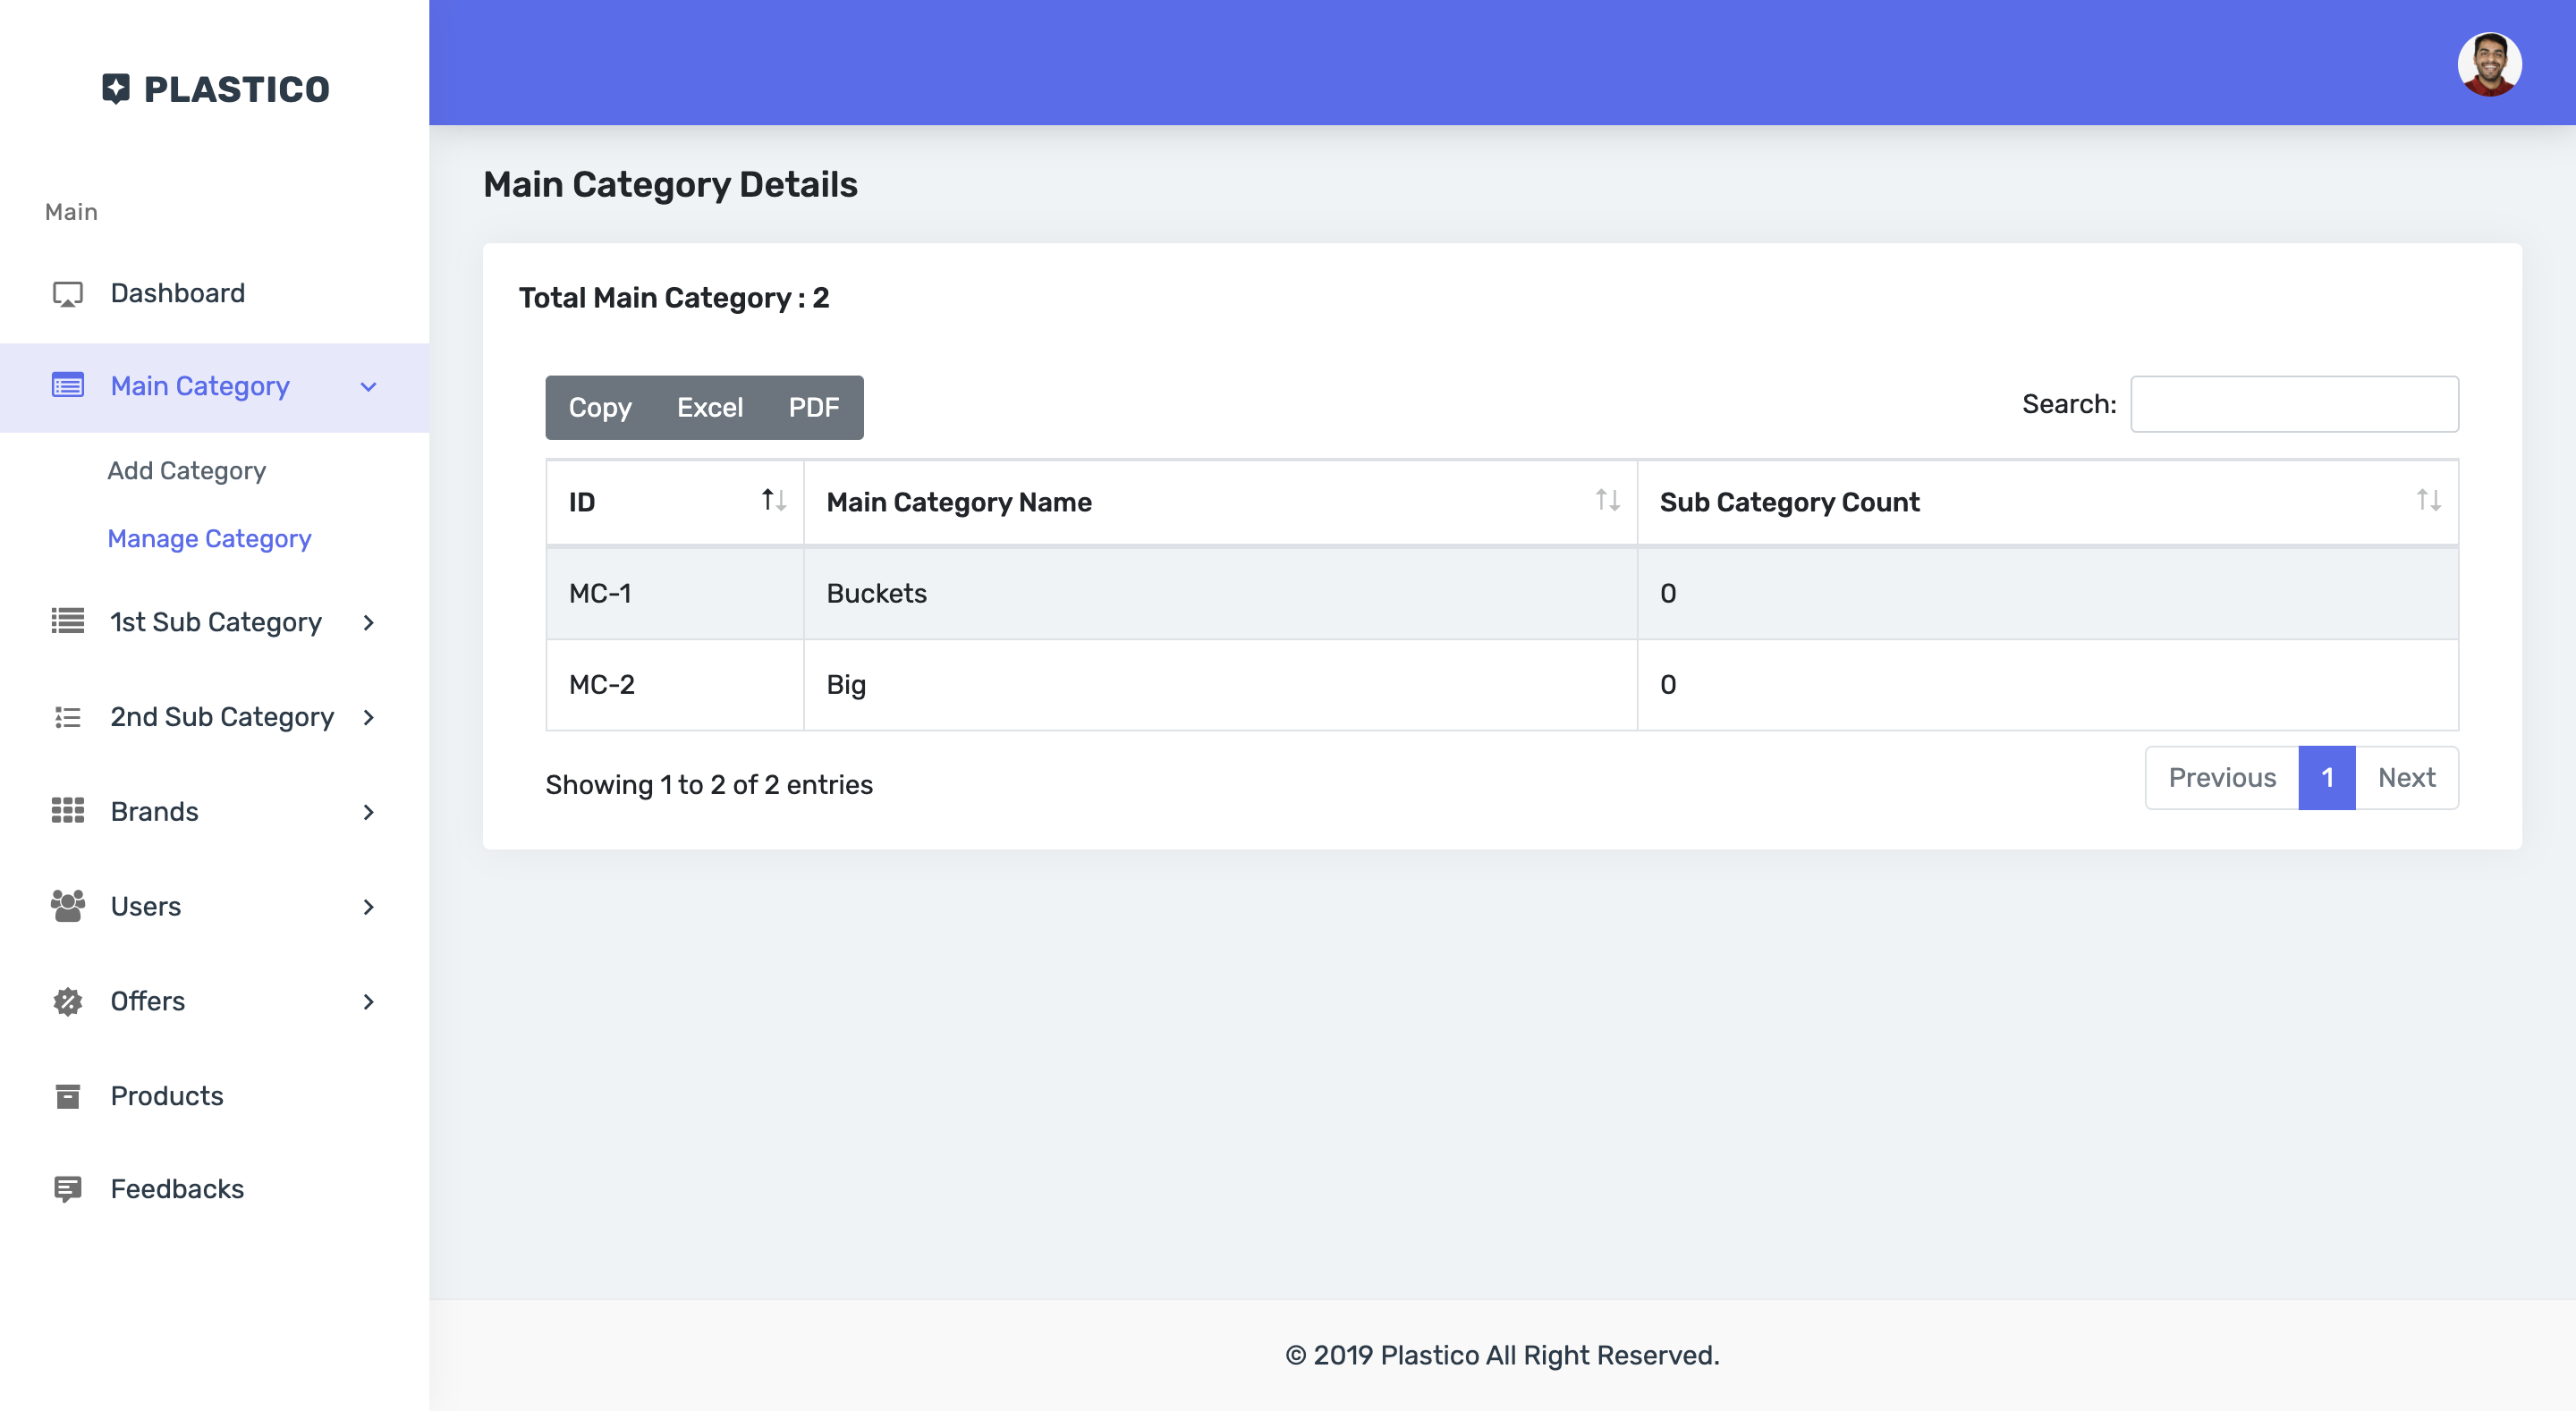 PLASTICO
Main
Dashboard
Main Category
Add Category
Manage Category
1st Sub Category
2nd Sub Category
Brands
Users
Offers
Products
Feedbacks
Main Category Details
Total Main Category : 2
Copy Excel PDF
Search:
ID Main Category Name Sub Category Count
MC-1 Buckets 0
MC-2 Big 0
Showing 1 to 2 of 2 entries
Previous 1 Next
© 2019 Plastico All Right Reserved.